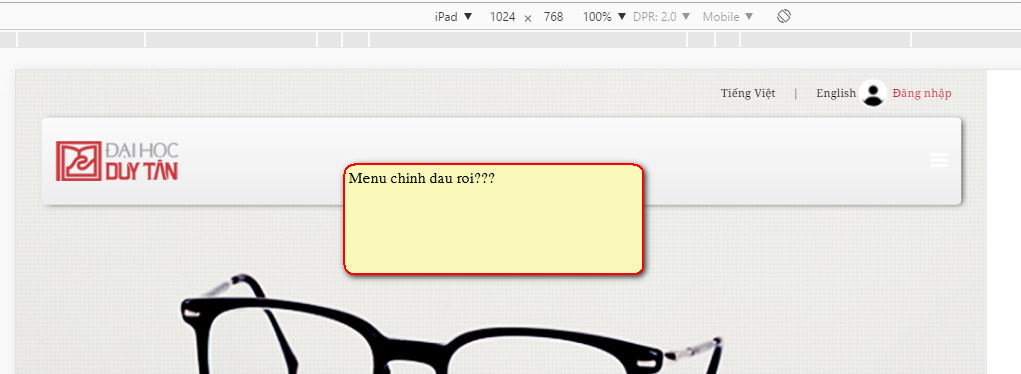 iPad ▼ 1024 × 768 100% ▼ DPR: 2.0 ▼ Mobile ▼
Tiếng Việt | English Đăng nhập
ĐẠI HỌC
DUY TÂN
Menu chinh dau roi???